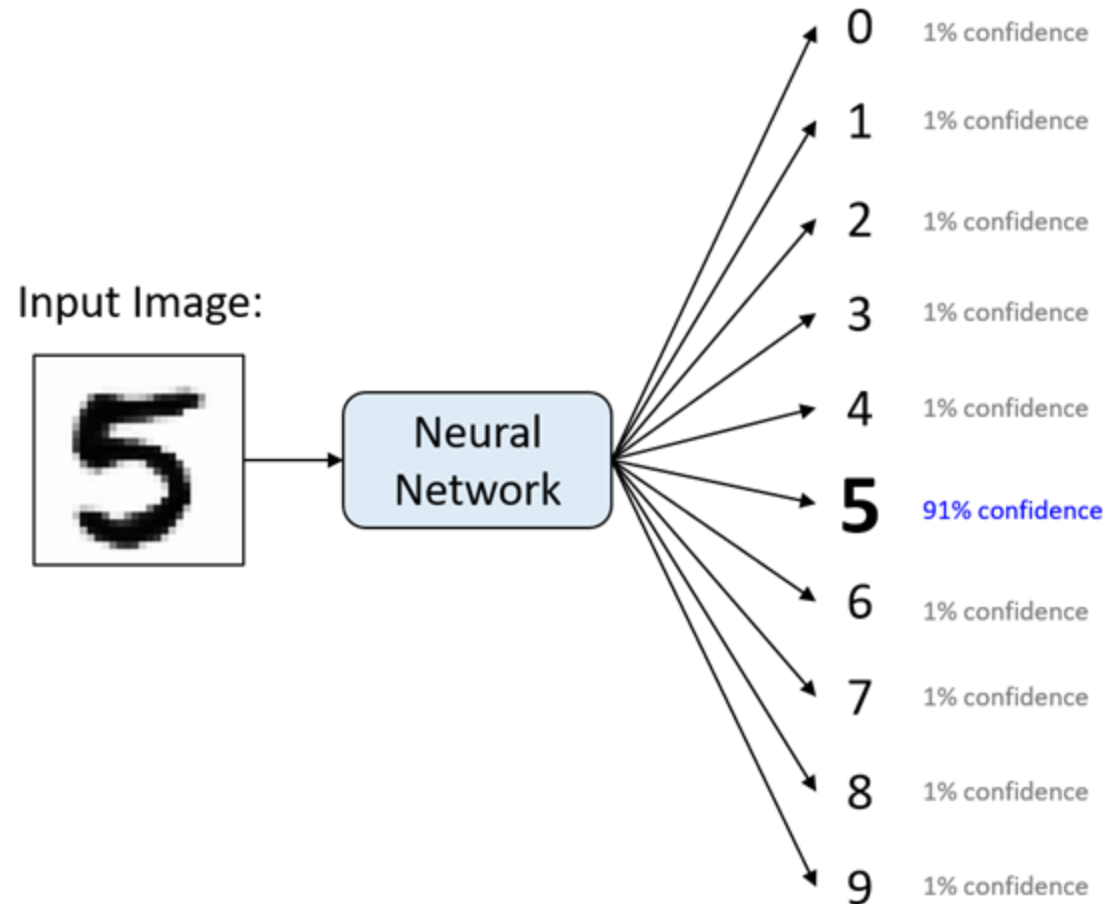 Input Image:
5
Neural
Network
0 1% confidence
1 1% confidence
2 1% confidence
3 1% confidence
4 1% confidence
5 91% confidence
6 1% confidence
7 1% confidence
8 1% confidence
9 1% confidence